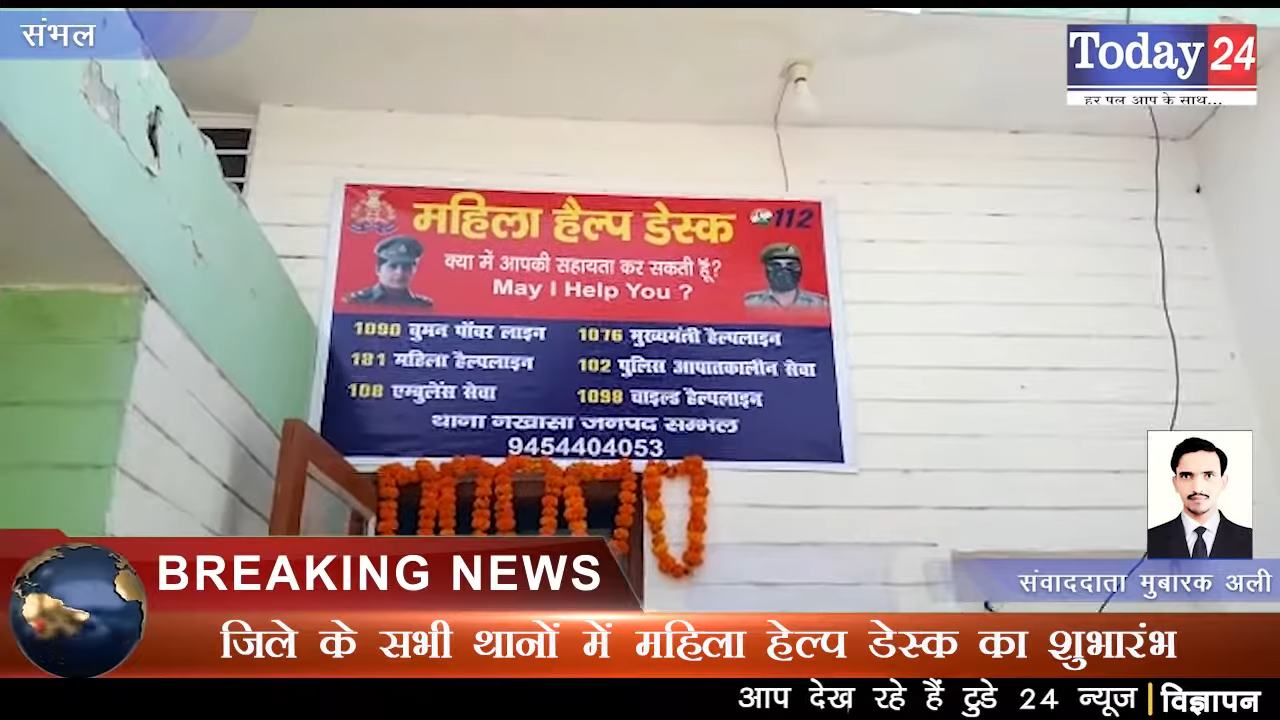 संभल
Today 24
हर पल आप के साथ...
महिला हैल्प डेस्क
112
क्या में आपकी सहायता कर सकती हूँ?
May I Help You ?
1090 वुमन पॉवर लाइन
1076 मुख्यमंती हैल्पलाइन
181 महिला हैल्पलाइन
102 पुलिस आपातकालीन सेवा
108 एम्बुलेंस सेवा
1098 चाइल्ड हैल्पलाइन
थाना नखासा जनपद सम्भल
9454404053
संवाददाता मुबारक अली
BREAKING NEWS
जिले के सभी थानों में महिला हेल्प डेस्क का शुभारंभ
आप देख रहे हैं टुडे 24 न्यूज
विज्ञापन